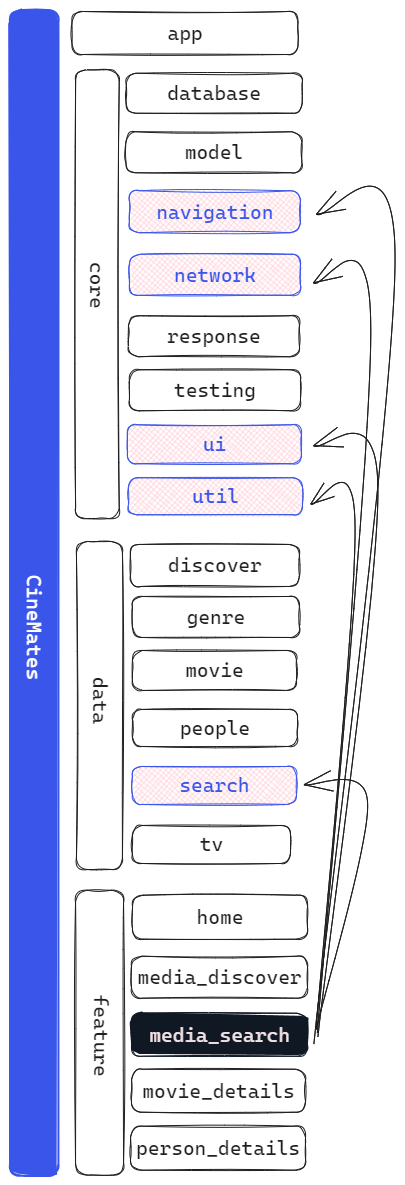 CineMates
app
core
database
model
navigation
network
response
testing
ui
util
data
discover
genre
movie
people
search
tv
feature
home
media_discover
media_search
movie_details
person_details